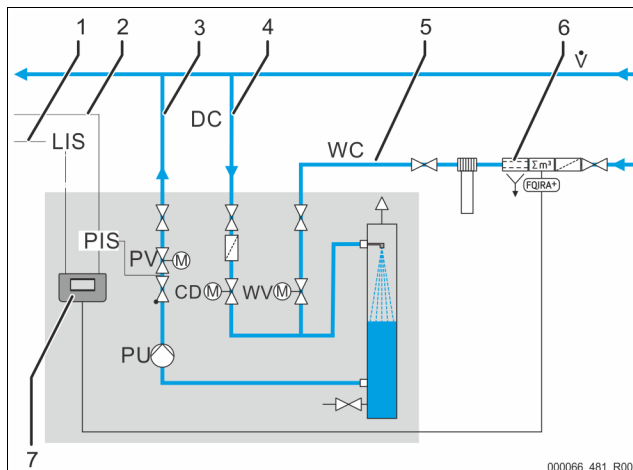 1 2 3 4 5 6
V̇
DC
LIS
WC
Σm³
FQIRA+
PIS
PV M
CD M WV M
PU
7
000066_481_R00